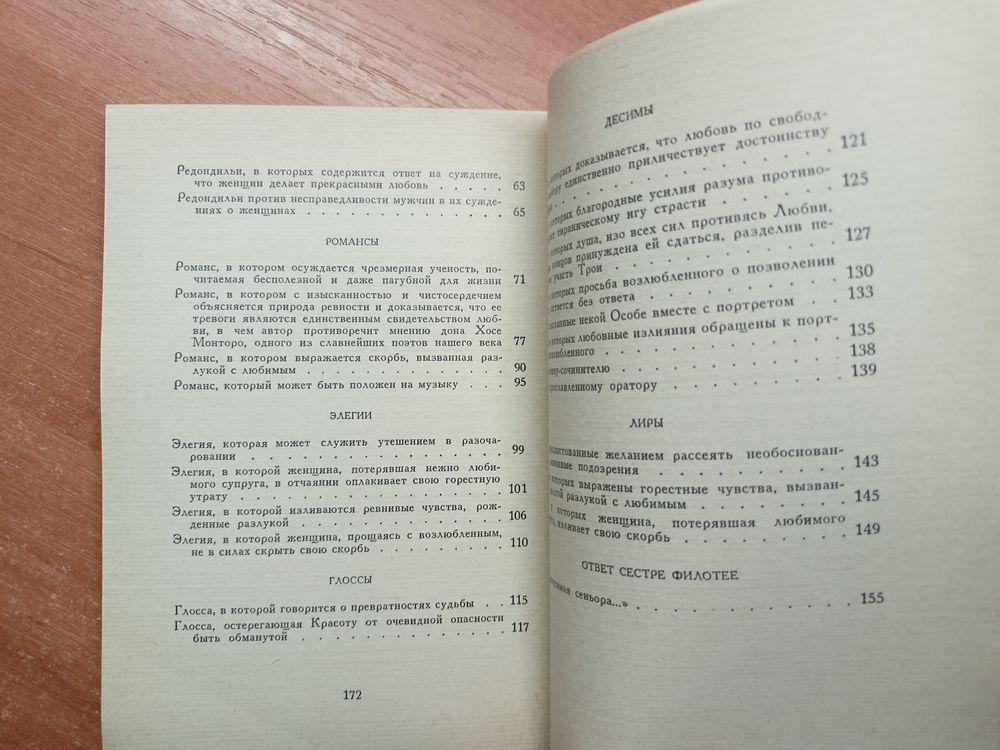 Редондильи, в которых содержится ответ на суждение,
что женщин делает прекрасными любовь . . . . . 63
Редондильи против несправедливости мужчин в их сужде-
ниях о женщинах . . . . . . . . . . . . . 65
РОМАНСЫ
Романс, в котором осуждается чрезмерная ученость, по-
читаемая бесполезной и даже пагубной для жизни 71
Романс, в котором с изысканностью и чистосердечием
объясняется природа ревности и доказывается, что ее
тревоги являются единственным свидетельством люб-
ви, в чем автор противоречит мнению дона Хосе
Монторо, одного из славнейших поэтов нашего века 77
Романс, в котором выражается скорбь, вызванная раз-
лукой с любимым . . . . . . . . . . . . . 90
Романс, который может быть положен на музыку . . . 95
ЭЛЕГИИ
Элегия, которая может служить утешением в разоча-
ровании . . . . . . . . . . . . . . . . 99
Элегия, в которой женщина, потерявшая нежно люби-
мого супруга, в отчаянии оплакивает свою горестную
утрату . . . . . . . . . . . . . . . . . 101
Элегия, в которой изливаются ревнивые чувства, рож-
денные разлукой . . . . . . . . . . . . . 106
Элегия, в которой женщина, прощаясь с возлюбленным,
не в силах скрыть свою скорбь . . . . . . . . 110
ГЛОССЫ
Глосса, в которой говорится о превратностях судьбы . . 115
Глосса, остерегающая Красоту от очевидной опасности
быть обманутой . . . . . . . . . . . . . 117
172
ДЕСИМЫ
которых доказывается, что любовь по свобод-
единственно приличествует достоинству
. . . . . . . . . . . 121
которых благородные усилия разума противо-
тираническому игу страсти . . . . . . 125
которых душа, изо всех сил противясь Любви,
принуждена ей сдаться, разделив пе-
участь Трои . . . . . . . . . . . 127
которых просьба возлюбленного о позволении
остается без ответа . . . . . . . . . 130
некой Особе вместе с портретом . . 133
которых любовные излияния обращены к порт-
. . . . . . . . . . . . 135
. . . . . . . . . . . . 138
оратору . . . . . . . . . 139
ЛИРЫ
желанием рассеять необоснован-
подозрения . . . . . . . . . 143
которых выражены горестные чувства, вызван-
разлукой с любимым . . . . . . . 145
которых женщина, потерявшая любимого
изливает свою скорбь . . . . . . . . 149
ОТВЕТ СЕСТРЕ ФИЛОТЕЕ
сеньора...» . . . . . . . . . . . 155